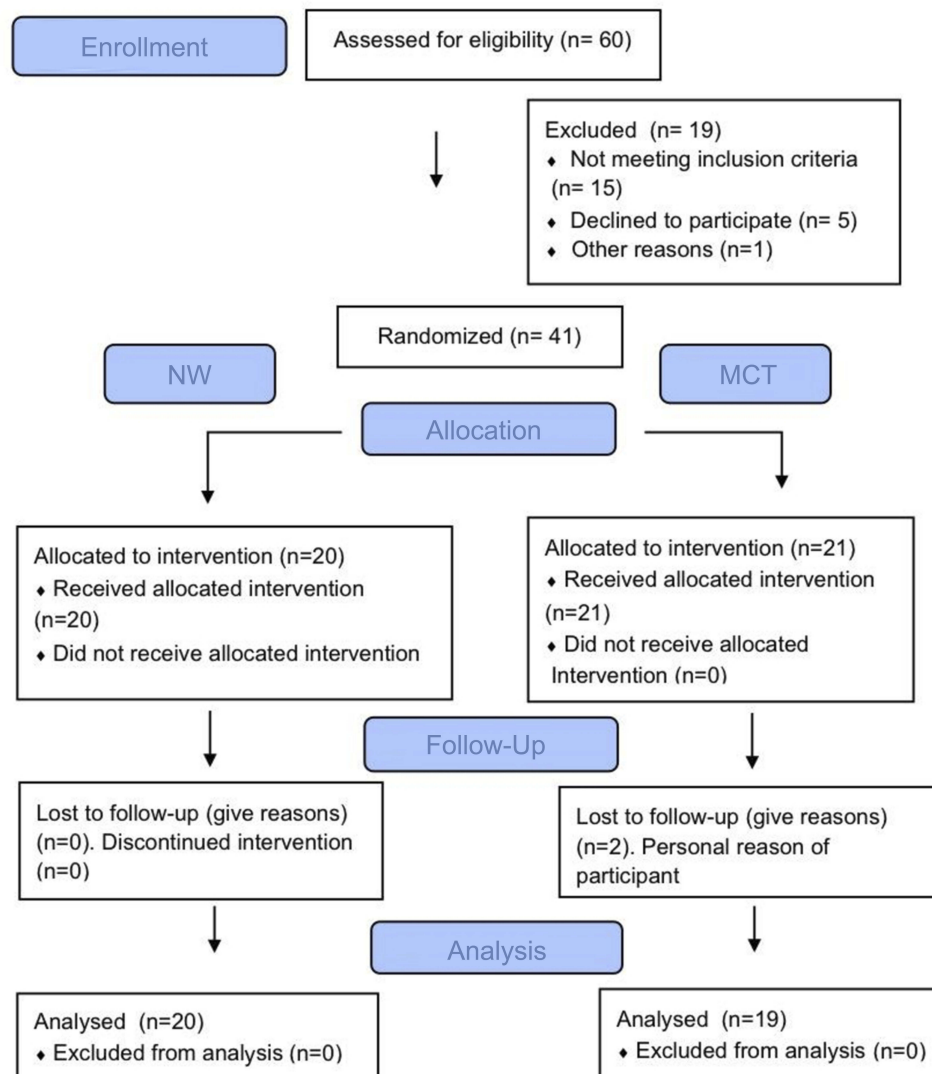 Enrollment
Assessed for eligibility (n= 60)
Excluded (n= 19)
♦ Not meeting inclusion criteria
(n= 15)
♦ Declined to participate (n= 5)
♦ Other reasons (n=1)
Randomized (n= 41)
NW
MCT
Allocation
Allocated to intervention (n=20)
♦ Received allocated intervention
(n=20)
♦ Did not receive allocated intervention
Allocated to intervention (n=21)
♦ Received allocated intervention
(n=21)
♦ Did not receive allocated
Intervention (n=0)
Follow-Up
Lost to follow-up (give reasons)
(n=0). Discontinued intervention
(n=0)
Lost to follow-up (give reasons)
(n=2). Personal reason of
participant
Analysis
Analysed (n=20)
♦ Excluded from analysis (n=0)
Analysed (n=19)
♦ Excluded from analysis (n=0)